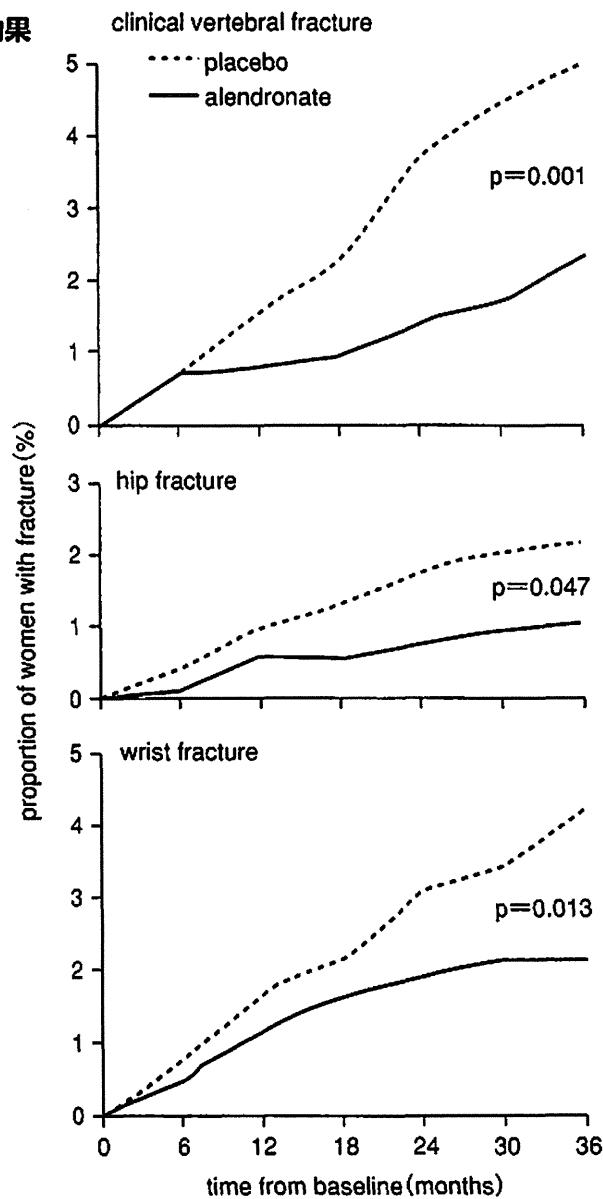 果
clinical vertebral fracture
placebo
alendronate
5
4
3
2
1
0
p=0.001
proportion of women with fracture(%)
hip fracture
3
2
1
0
p=0.047
wrist fracture
5
4
3
2
1
0
p=0.013
0 6 12 18 24 30 36
time from baseline(months)